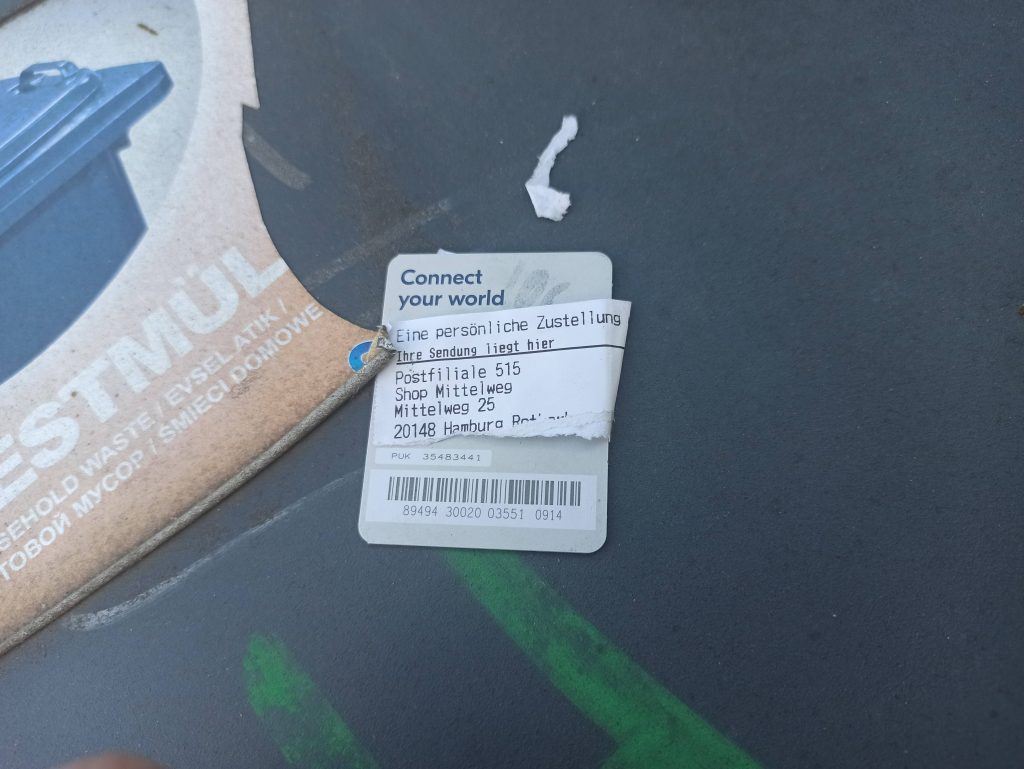 Connect
your world
Eine persönliche Zustellung
Ihre Sendung liegt hier
Postfiliale 515
Shop Mittelweg
Mittelweg 25
20148 Hamburg
PUK 35483441
89494 30020 03551 0914
ESTMÜL
SEHOLD WASTE / EVSEL ATIK /
ТОВОЙ МУСОР / ŚMIECI DOMOWE